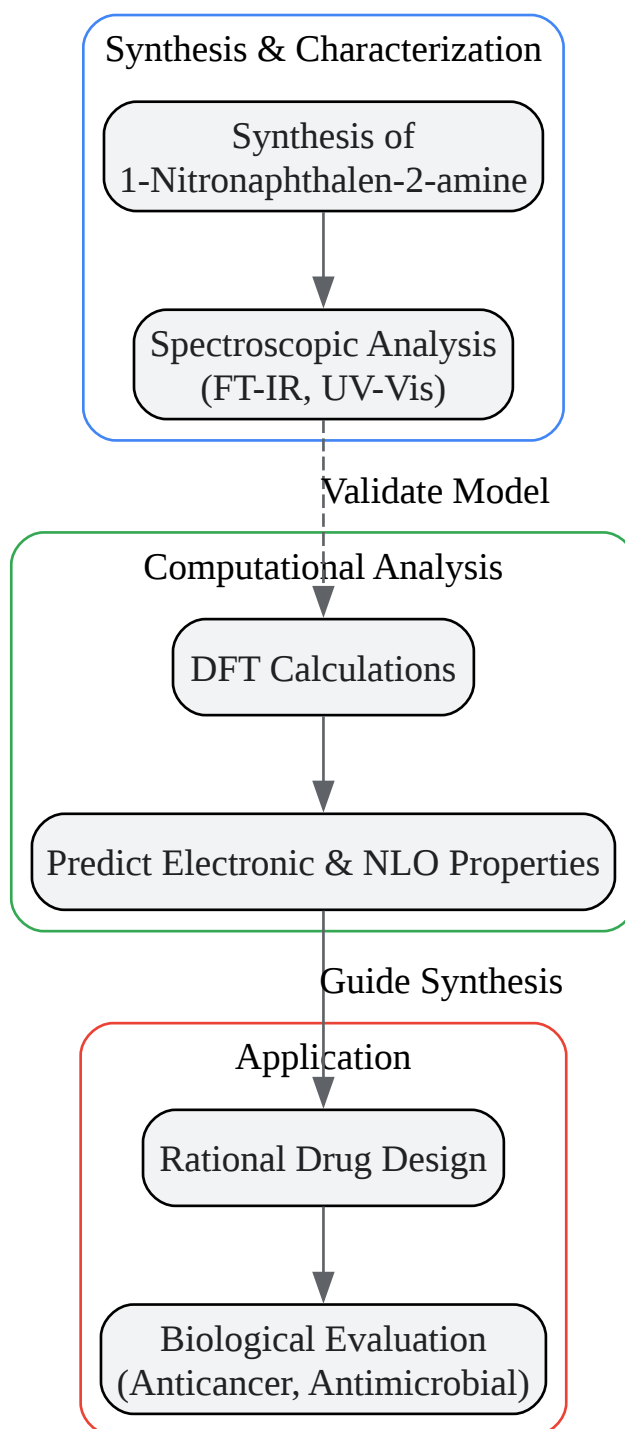 Synthesis & Characterization
Synthesis of
1-Nitronaphthalen-2-amine
Spectroscopic Analysis
(FT-IR, UV-Vis)
Validate Model
Computational Analysis
DFT Calculations
Predict Electronic & NLO Properties
Guide Synthesis
Application
Rational Drug Design
Biological Evaluation
(Anticancer, Antimicrobial)